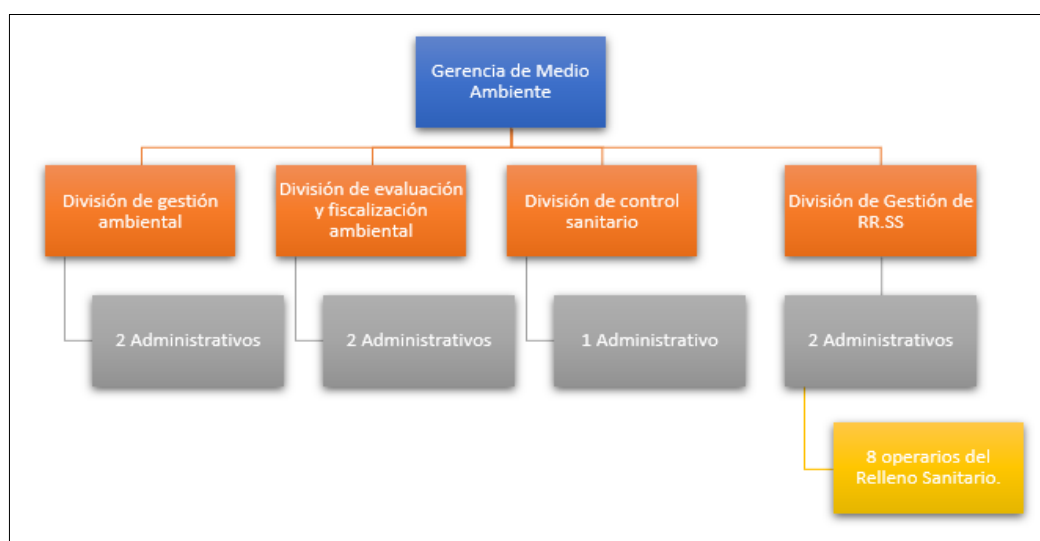 Gerencia de Medio
Ambiente
División de gestión
ambiental
División de evaluación
y fiscalización
ambiental
División de control
sanitario
División de Gestión de
RR.SS
2 Administrativos
2 Administrativos
1 Administrativo
2 Administrativos
8 operarios del
Relleno Sanitario.